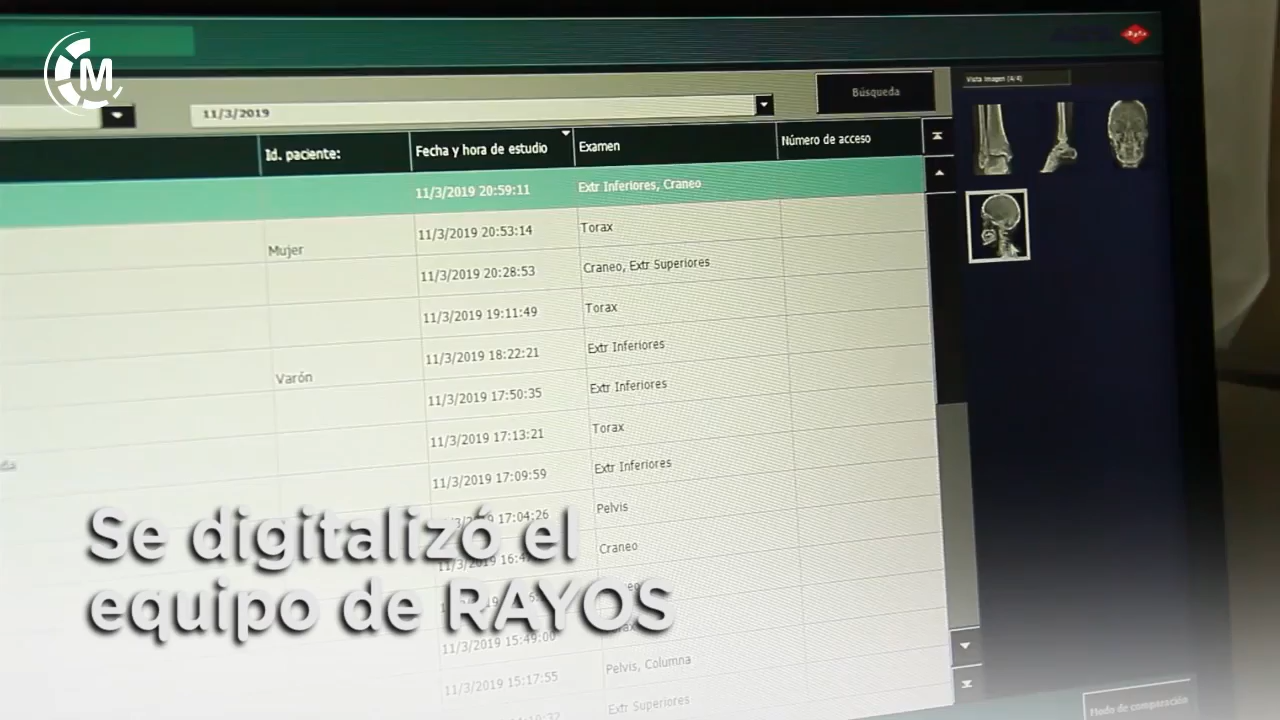 M
11/3/2019
Búsqueda
Vista Imagen (4/4)
Id. paciente:
Fecha y hora de estudio
Examen
Número de acceso
11/3/2019 20:59:11
Extr Inferiores, Craneo
Mujer
11/3/2019 20:53:14
Torax
11/3/2019 20:28:53
Craneo, Extr Superiores
11/3/2019 19:11:49
Torax
Varón
11/3/2019 18:22:21
Extr Inferiores
11/3/2019 17:50:35
Extr Inferiores
11/3/2019 17:13:21
Torax
11/3/2019 17:09:59
Extr Inferiores
17:04:26
Pelvis
Craneo
11/3/2019 15:49:00
11/3/2019 15:17:55
Pelvis, Columna
Extr Superiores
Modo de comparación
Se digitalizó el
equipo de RAYOS